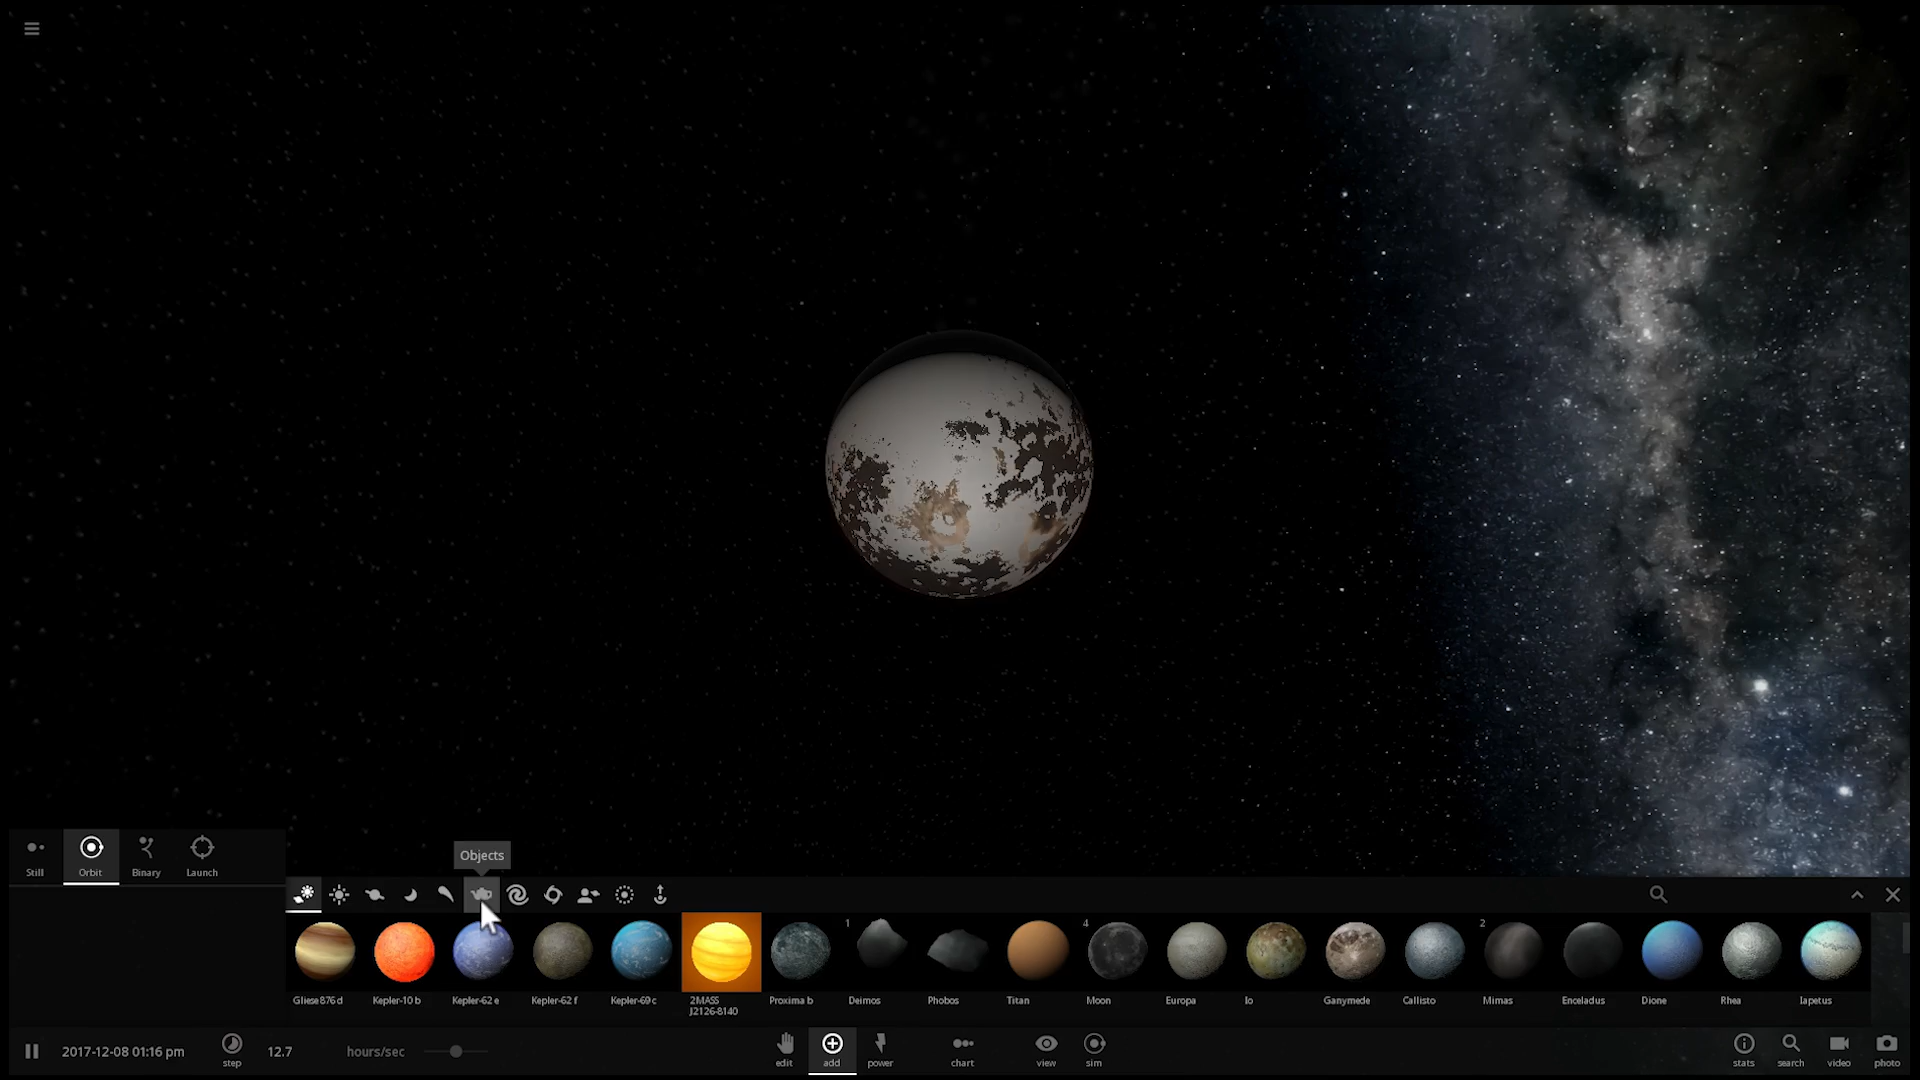 Still
Orbit
Binary
Launch
Objects
1
4
2
Gliese 876 d
Kepler-10 b
Kepler-62 e
Kepler-62 f
Kepler-69 c
2MASS
J2126-8140
Proxima b
Deimos
Phobos
Titan
Moon
Europa
Io
Ganymede
Callisto
Mimas
Enceladus
Dione
Rhea
Iapetus
2017-12-08 01:16 pm
step
12.7
hours/sec
edit
add
power
chart
view
sim
stats
search
video
photo